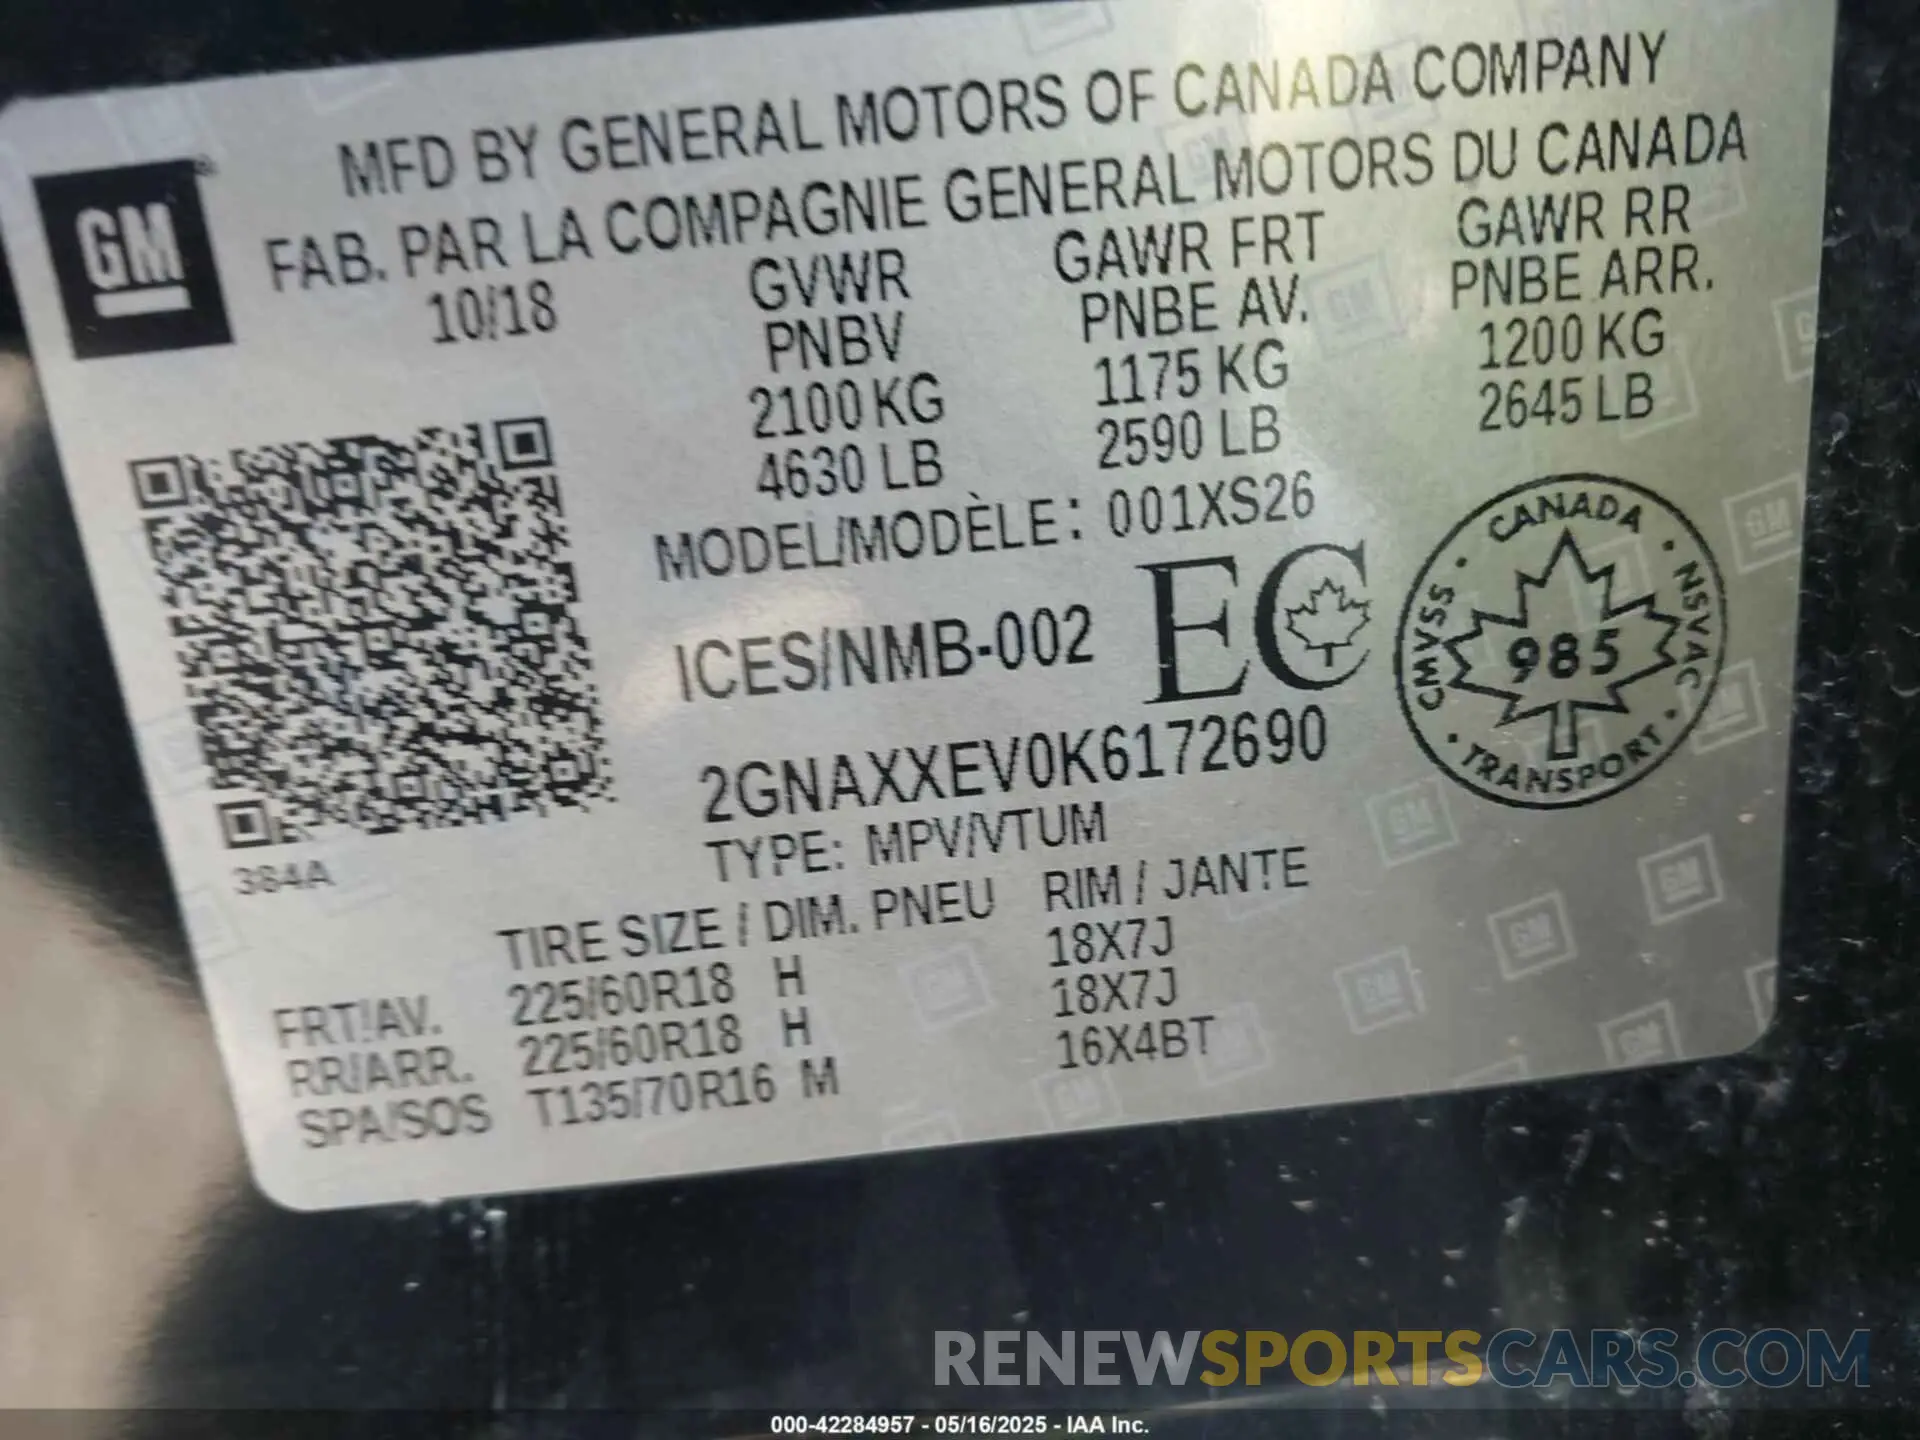 MFD BY GENERAL MOTORS OF CANADA COMPANY
FAB. PAR LA COMPAGNIE GENERAL MOTORS DU CANADA
GM
10/18 GVWR GAWR FRT GAWR RR
PNBV PNBE AV. PNBE ARR.
2100 KG 1175 KG 1200 KG
4630 LB 2590 LB 2645 LB
MODEL/MODÈLE: 001XS26
ICES/NMB-002 EC
CANADA
CMVSS 985 NSVAC
TRANSPORT
2GNAXXEV0K6172690
384A
TYPE: MPV/VTUM
TIRE SIZE / DIM. PNEU RIM / JANTE
FRT/AV. 225/60R18 H 18X7J
RR/ARR. 225/60R18 H 18X7J
SPA/SOS T135/70R16 M 16X4BT
RENEWSPORTSCARS.COM
000-42284957 - 05/16/2025 - IAA Inc.